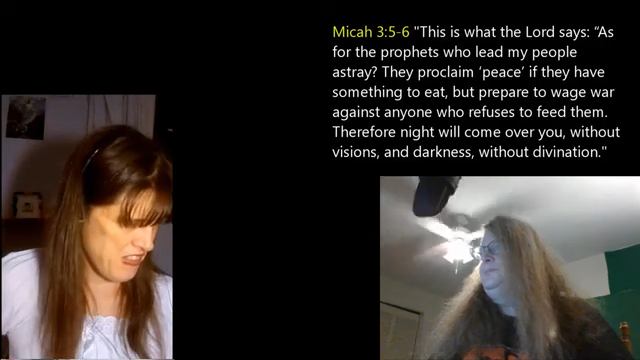 Micah 3:5-6 "This is what the Lord says: “As
for the prophets who lead my people
astray? They proclaim ‘peace’ if they have
something to eat, but prepare to wage war
against anyone who refuses to feed them.
Therefore night will come over you, without
visions, and darkness, without divination."